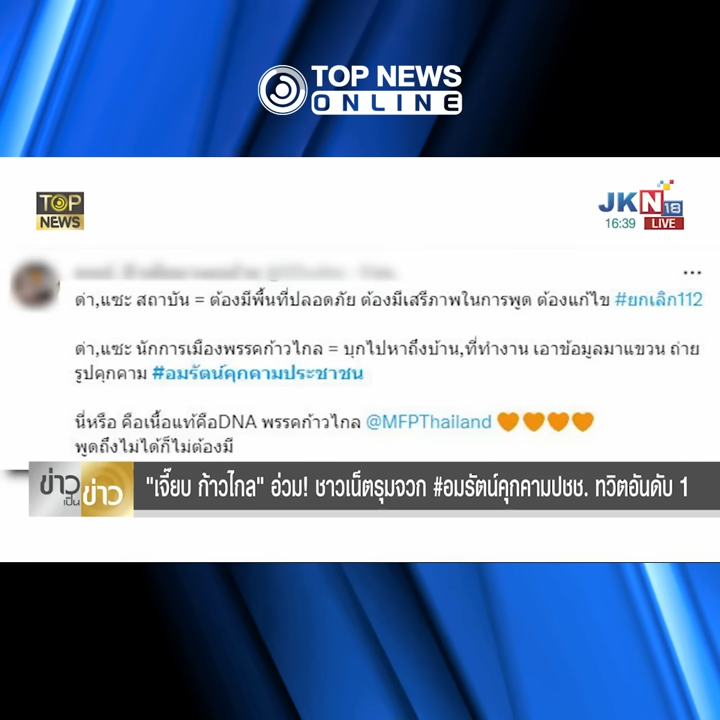 TOP NEWS
ONLINE
TOP
NEWS
JKN18
16:39 LIVE
ด่า,แซะ สถาบัน = ต้องมีพื้นที่ปลอดภัย ต้องมีเสรีภาพในการพูด ต้องแก้ไข #ยกเลิก112
ด่า,แซะ นักการเมืองพรรคก้าวไกล = บุกไปหาถึงบ้าน,ที่ทำงาน เอาข้อมูลมาแขวน ถ่าย
รูปคุกคาม #อมรัตน์คุกคามประชาชน
นี่หรือ คือเนื้อแท้คือDNA พรรคก้าวไกล @MFPThailand 🧡🧡🧡🧡
พูดถึงไม่ได้ก็ไม่ต้องมี
ข่าวเป็นข่าว
"เจี๊ยบ ก้าวไกล" อ่วม! ชาวเน็ตรุมจวก #อมรัตน์คุกคามปชช. ทวิตอันดับ 1